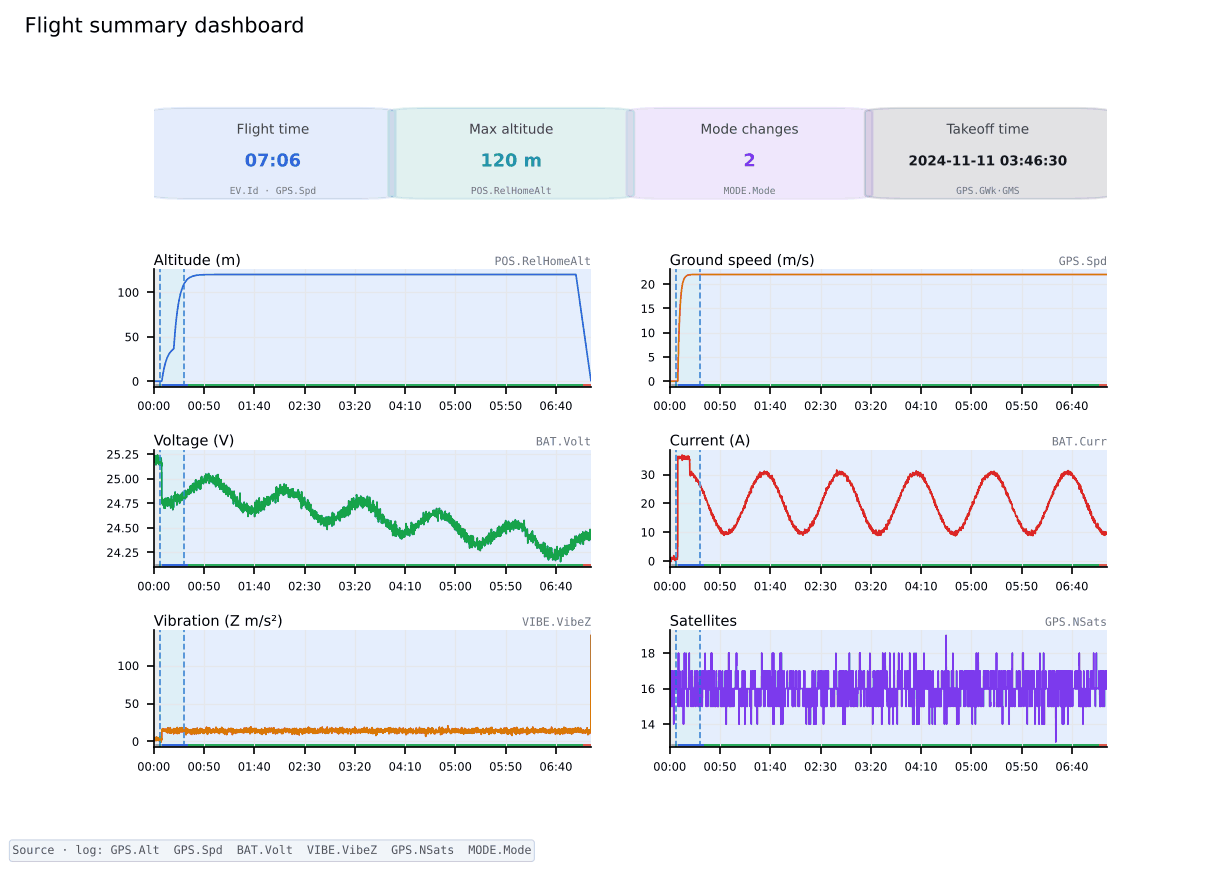 Flight summary dashboard
Flight time
07:06
EV.Id · GPS.Spd
Max altitude
120 m
POS.RelHomeAlt
Mode changes
2
MODE.Mode
Takeoff time
2024-11-11 03:46:30
GPS.GWk·GMS
Altitude (m) POS.RelHomeAlt
100
50
0
00:00 00:50 01:40 02:30 03:20 04:10 05:00 05:50 06:40
Ground speed (m/s) GPS.Spd
20
15
10
5
0
00:00 00:50 01:40 02:30 03:20 04:10 05:00 05:50 06:40
Voltage (V) BAT.Volt
25.25
25.00
24.75
24.50
24.25
00:00 00:50 01:40 02:30 03:20 04:10 05:00 05:50 06:40
Current (A) BAT.Curr
30
20
10
0
00:00 00:50 01:40 02:30 03:20 04:10 05:00 05:50 06:40
Vibration (Z m/s²) VIBE.VibeZ
100
50
0
00:00 00:50 01:40 02:30 03:20 04:10 05:00 05:50 06:40
Satellites GPS.NSats
18
16
14
00:00 00:50 01:40 02:30 03:20 04:10 05:00 05:50 06:40
Source · log: GPS.Alt GPS.Spd BAT.Volt VIBE.VibeZ GPS.NSats MODE.Mode